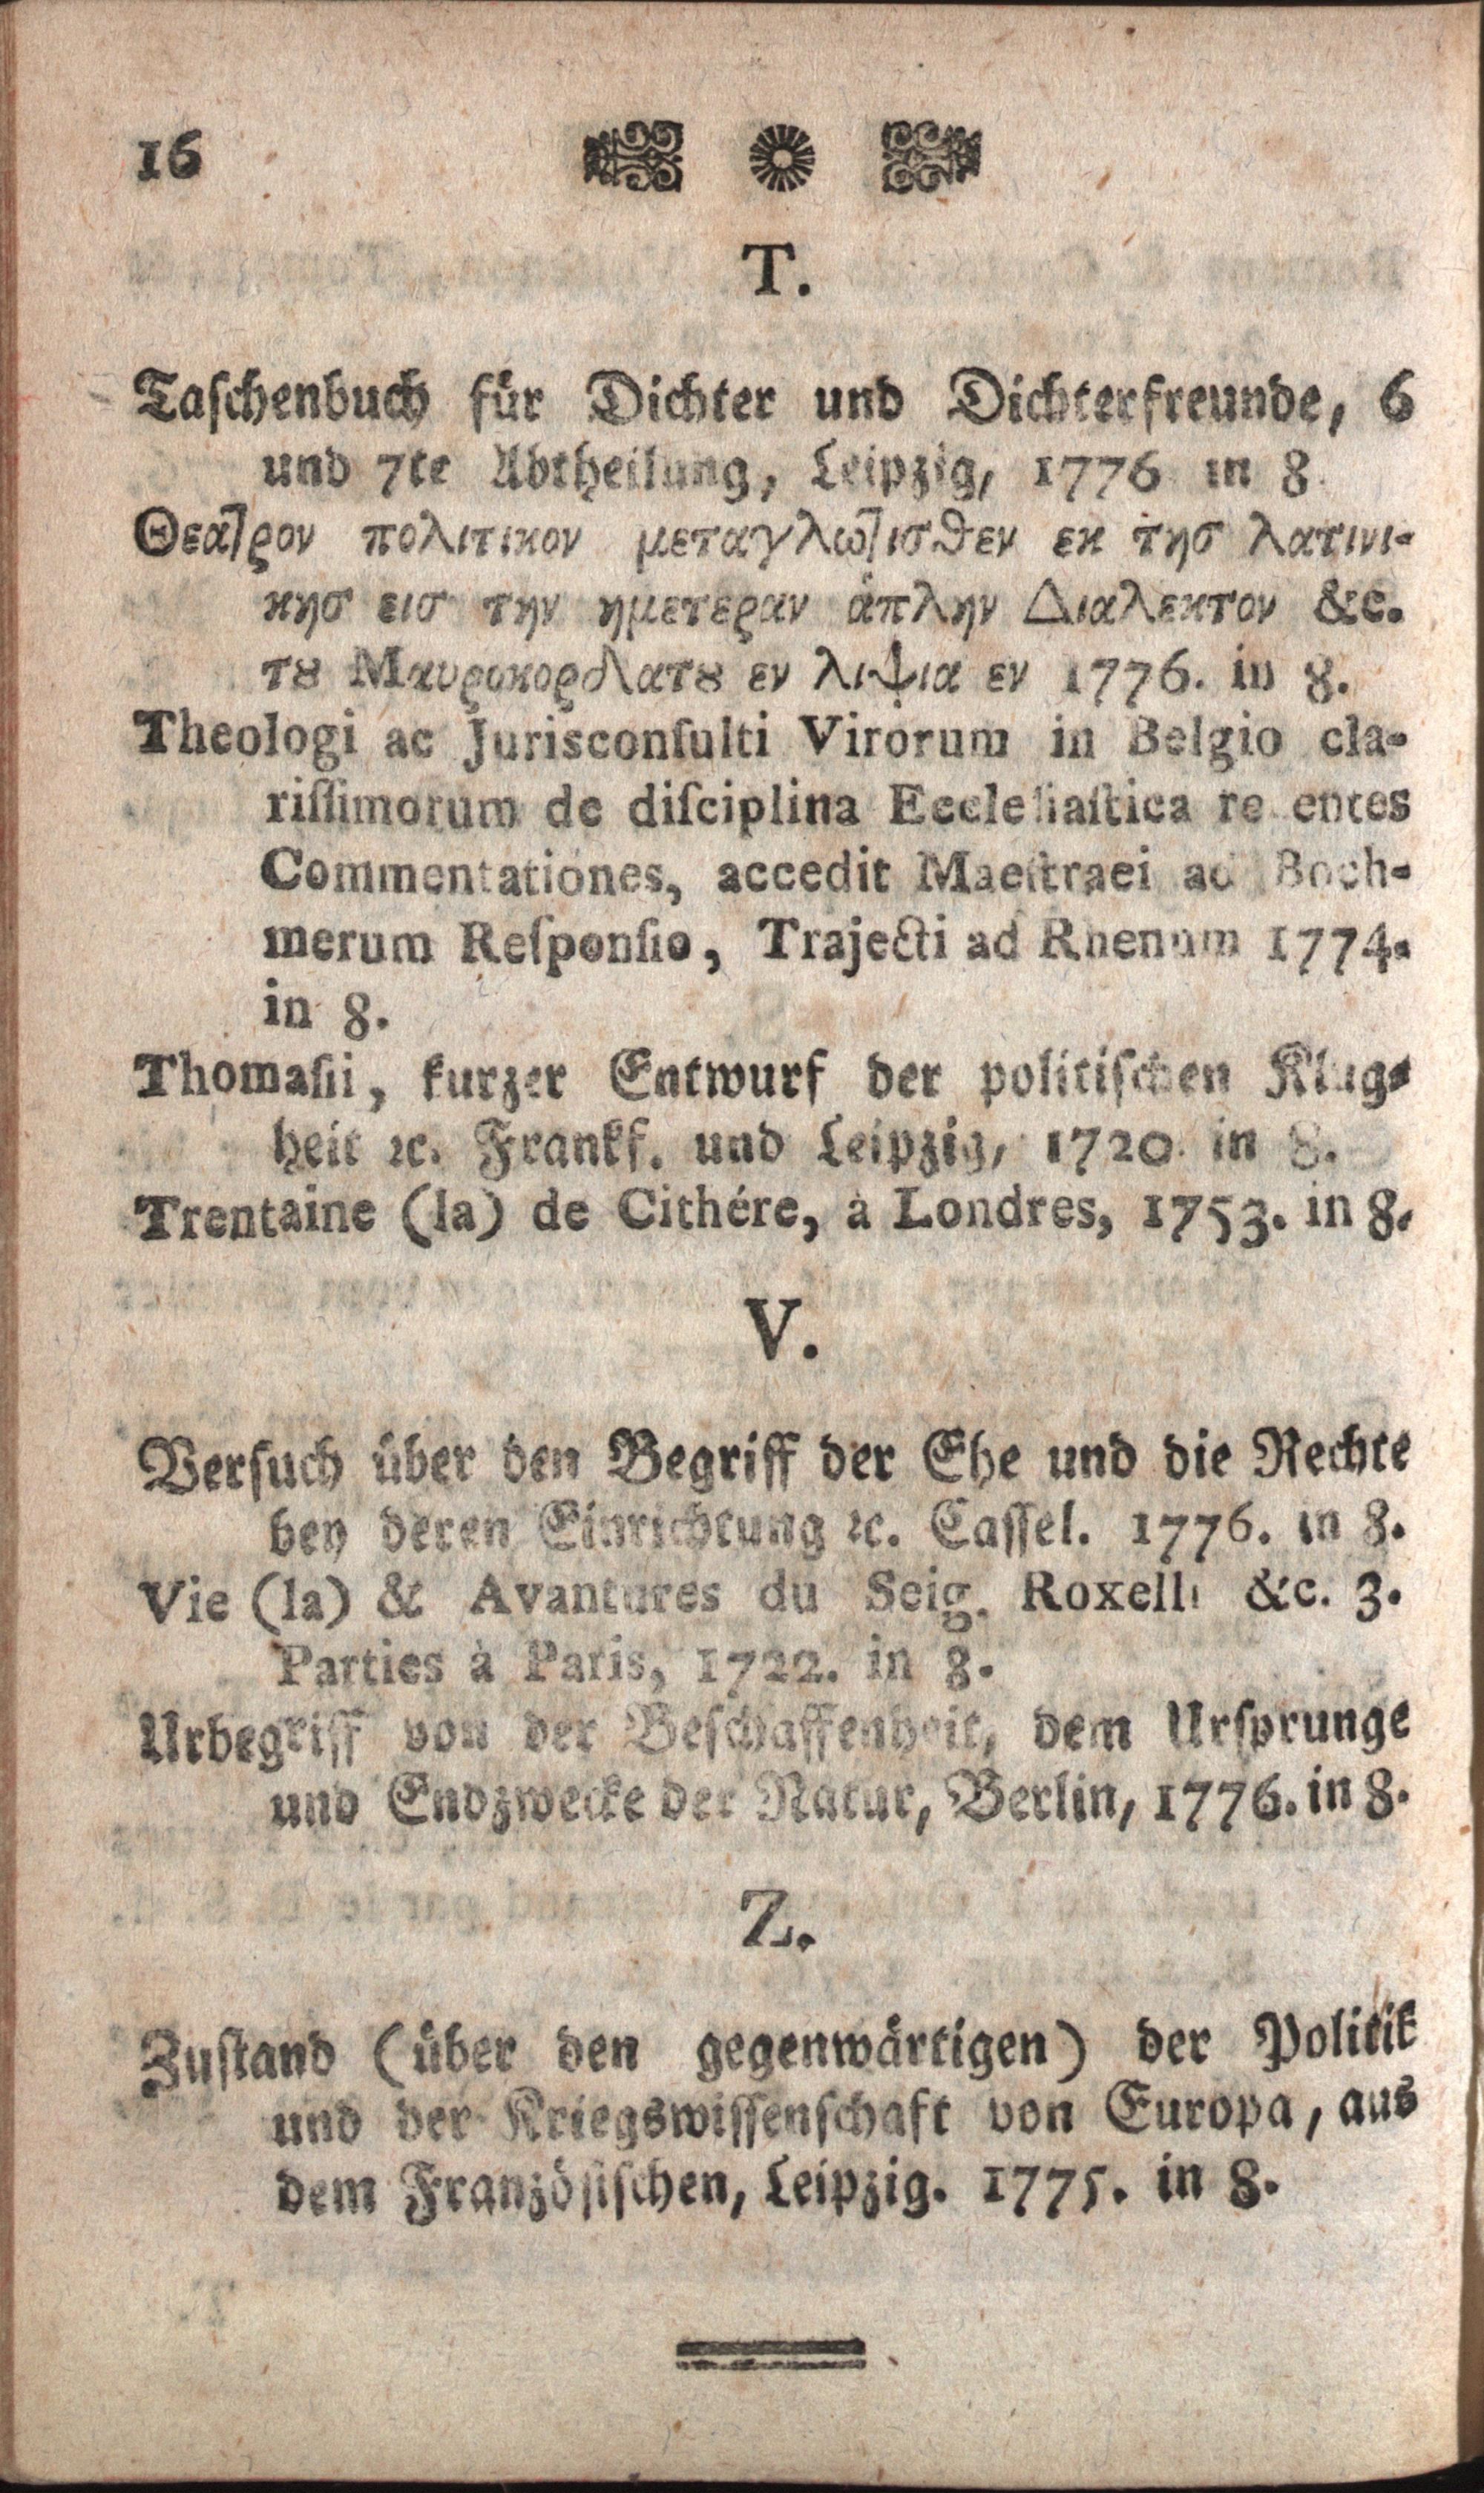 16
T.
Taſchenbuch für Dichter und Dichterfreunde, 6
und 7te Abtheilung, Leipzig, 1776 in 8
Θεατρον πολιτικον μεταγλωττισθεν εκ τησ λατινι-
κησ εισ την ημετεραν ἁπλην Διαλεκτον &c.
τȣ Μαυροκορδατȣ εν λιψια εν 1776. in 8.
Theologi ac Jurisconſulti Virorum in Belgio cla-
riſſimorum de diſciplina Eccleſiaſtica re entes
Commentationes, accedit Maeſtraei ad Boeh-
merum Reſponſio, Trajecti ad Rhenum 1774.
in 8.
Thomaſii, kurzer Entwurf der politiſchen Klug-
heit ꝛc. Frankf. und Leipzig, 1720. in 8.
Trentaine (la) de Cithére, à Londres, 1753. in 8.
V.
Verſuch über den Begriff der Ehe und die Rechte
bey deren Einrichtung ꝛc. Caſſel. 1776. in 8.
Vie (la) & Avantures du Seig. Roxelli &c. 3.
Parties à Paris, 1722. in 8.
Urbegriff von der Beſchaffenheit, dem Urſprunge
und Endzwecke der Natur, Berlin, 1776. in 8.
Z.
Zuſtand (über den gegenwärtigen) der Politik
und der Kriegswiſſenſchaft von Europa, aus
dem Franzöſiſchen, Leipzig. 1775. in 8.